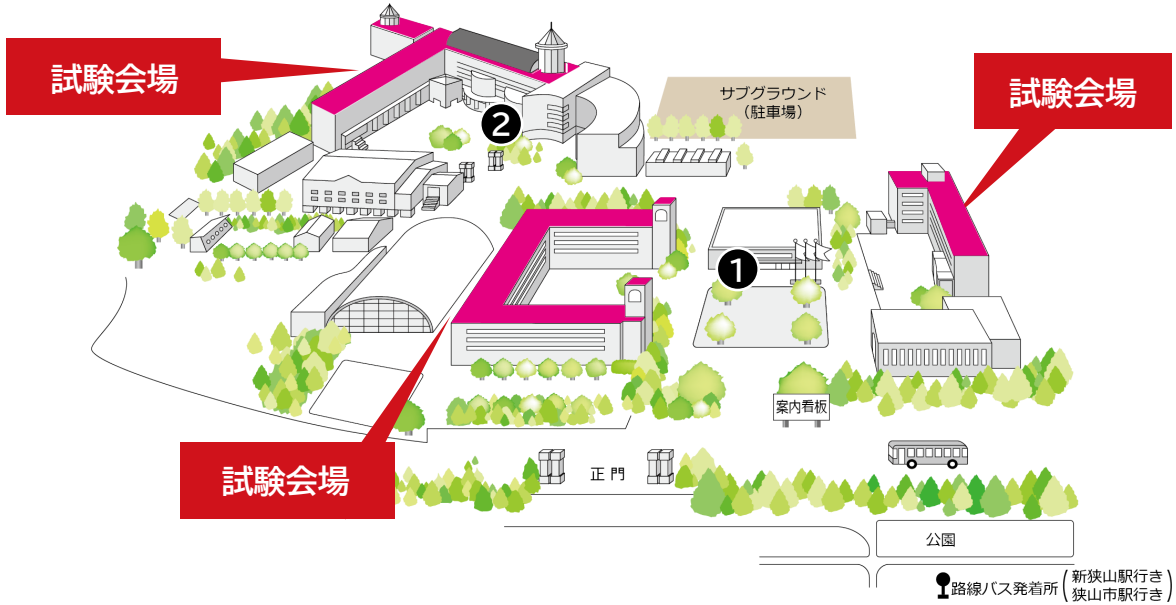 試験会場
サブグラウンド
（駐車場）
試験会場
2
1
案内看板
試験会場
正門
公園
路線バス発着所（新狭山駅行き
狭山市駅行き）